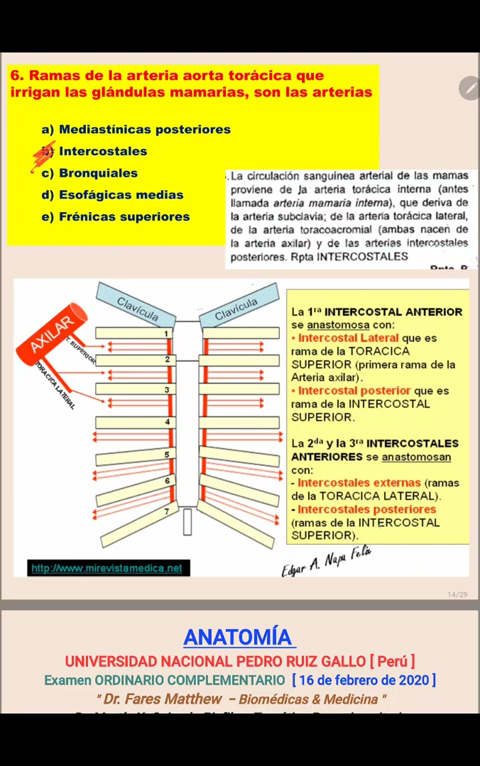 6. Ramas de la arteria aorta torácica que
irrigan las glándulas mamarias, son las arterias
a) Mediastínicas posteriores
b) Intercostales
c) Bronquiales
d) Esofágicas medias
e) Frénicas superiores
.La circulación sanguínea arterial de las mamas
proviene de la arteria torácica interna (antes
llamada arteria mamaria interna), que deriva de
la arteria subclavia; de la arteria torácica lateral,
de la arteria toracoacromial (ambas nacen de
la arteria axilar) y de las arterias intercostales
posteriores. Rpta INTERCOSTALES
Clavícula
Clavícula
AXILAR
SUPERIOR
TORACICA LATERAL
1
2
3
4
5
6
7
La 1ra INTERCOSTAL ANTERIOR
se anastomosa con:
• Intercostal Lateral que es
rama de la TORACICA
SUPERIOR (primera rama de la
Arteria axilar).
• Intercostal posterior que es
rama de la INTERCOSTAL
SUPERIOR.
La 2da y la 3ra INTERCOSTALES
ANTERIORES se anastomosan
con:
- Intercostales externas (ramas
de la TORACICA LATERAL).
- Intercostales posteriores
(ramas de la INTERCOSTAL
SUPERIOR).
http://www.mirevistamedica.net
Edgar A. Napa Felix
14/29
ANATOMÍA
UNIVERSIDAD NACIONAL PEDRO RUIZ GALLO [ Perú ]
Examen ORDINARIO COMPLEMENTARIO [ 16 de febrero de 2020 ]
" Dr. Fares Matthew – Biomédicas & Medicina "